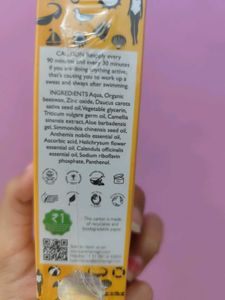 CAUTION: Reapply every
90 minutes and every 30 minutes
if you are doing anything active,
that's causing you to work up a
sweat and always after swimming.
INGREDIENTS Aqua, Organic
beeswax, Zinc oxide, Daucus carota
sativa seed oil, Vegetable glycerin,
Triticum vulgare germ oil, Camellia
sinensis extract, Aloe barbadensis
gel, Simmondsia chinensis seed oil,
Anthemis nobilis essential oil,
Ascorbic acid, Helichrysum flower
essential oil, Calendula officinalis
essential oil, Sodium riboflavin
phosphate, Panthenol.
₹1
This carton is made
of recyclable and
biodegradable paper.